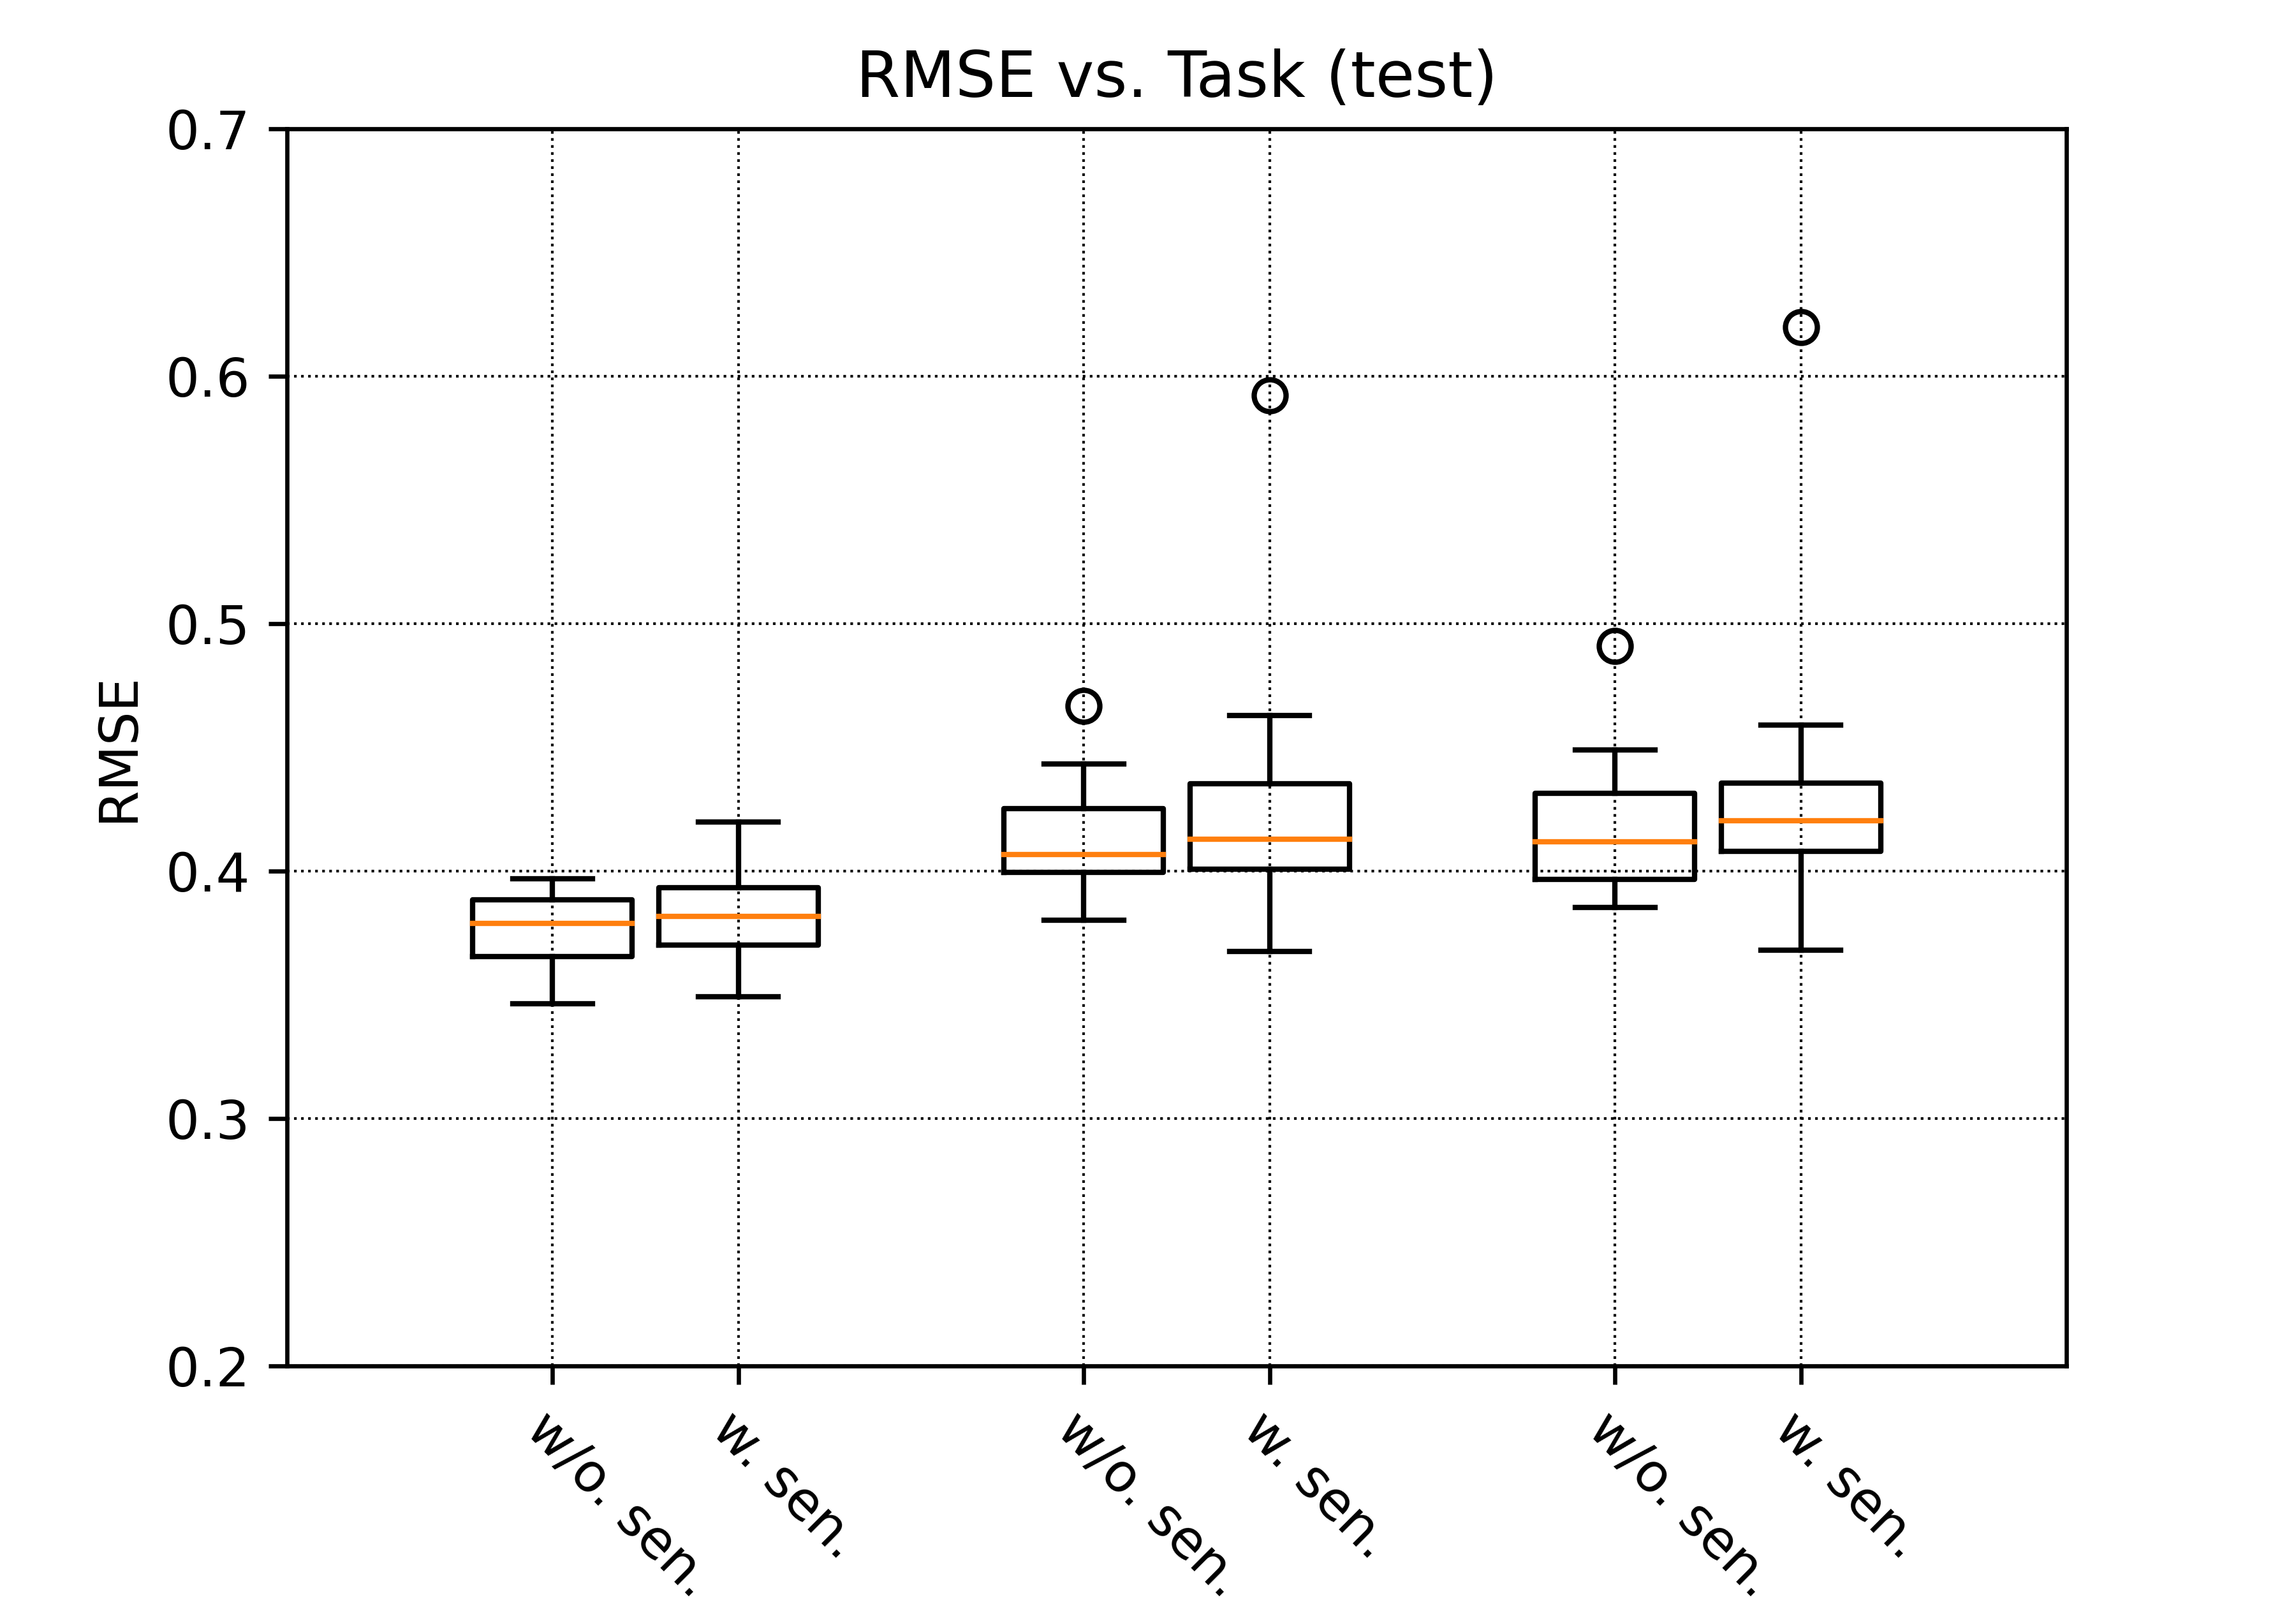 RMSE vs. Task (test)
0.7
0.6
0.5
0.4
0.3
0.2
RMSE
w/o. sen.
w. sen.
w/o. sen.
w. sen.
w/o. sen.
w. sen.